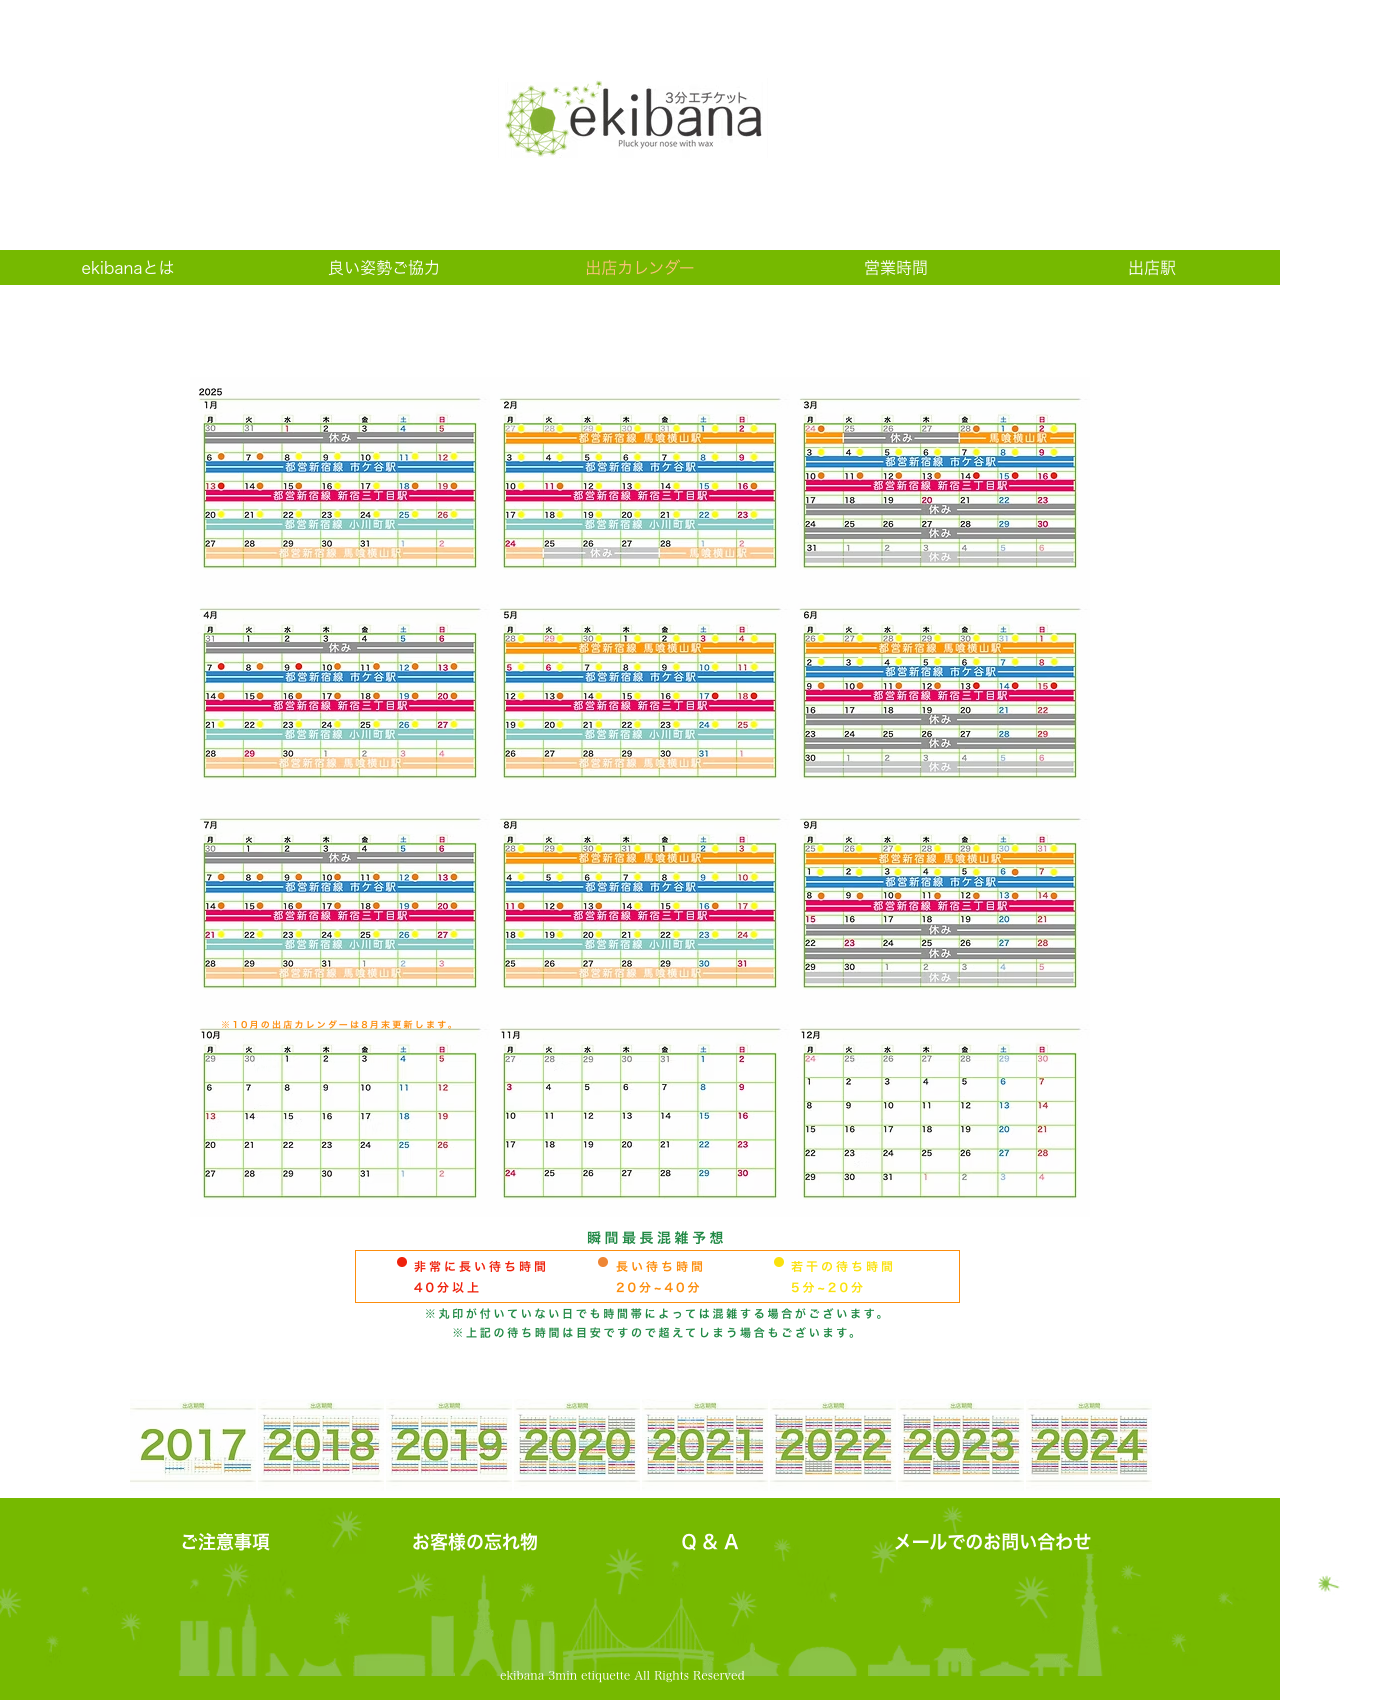 3分エチケット
ekibana
Pluck your nose with wax
ekibanaとは 良い姿勢ご協力 出店カレンダー 営業時間 出店駅
2025
1月
月 火 水 木 金 土 日
30 31 1 2 3 4 5
休み
6 7 8 9 10 11 12
都営新宿線 市ケ谷駅
13 14 15 16 17 18 19
都営新宿線 新宿三丁目駅
20 21 22 23 24 25 26
都営新宿線 小川町駅
27 28 29 30 31 1 2
都営新宿線 馬喰横山駅
2月
月 火 水 木 金 土 日
27 28 29 30 31 1 2
都営新宿線 馬喰横山駅
3 4 5 6 7 8 9
都営新宿線 市ケ谷駅
10 11 12 13 14 15 16
都営新宿線 新宿三丁目駅
17 18 19 20 21 22 23
都営新宿線 小川町駅
24 25 26 27 28 1 2
休み 馬喰横山駅
3月
月 火 水 木 金 土 日
24 25 26 27 28 1 2
休み 馬喰横山駅
3 4 5 6 7 8 9
都営新宿線 市ケ谷駅
10 11 12 13 14 15 16
都営新宿線 新宿三丁目駅
17 18 19 20 21 22 23
休み
24 25 26 27 28 29 30
休み
31 1 2 3 4 5 6
休み
4月
月 火 水 木 金 土 日
31 1 2 3 4 5 6
休み
7 8 9 10 11 12 13
都営新宿線 市ケ谷駅
14 15 16 17 18 19 20
都営新宿線 新宿三丁目駅
21 22 23 24 25 26 27
都営新宿線 小川町駅
28 29 30 1 2 3 4
都営新宿線 馬喰横山駅
5月
月 火 水 木 金 土 日
28 29 30 1 2 3 4
都営新宿線 馬喰横山駅
5 6 7 8 9 10 11
都営新宿線 市ケ谷駅
12 13 14 15 16 17 18
都営新宿線 新宿三丁目駅
19 20 21 22 23 24 25
都営新宿線 小川町駅
26 27 28 29 30 31 1
都営新宿線 馬喰横山駅
6月
月 火 水 木 金 土 日
26 27 28 29 30 31 1
都営新宿線 馬喰横山駅
2 3 4 5 6 7 8
都営新宿線 市ケ谷駅
9 10 11 12 13 14 15
都営新宿線 新宿三丁目駅
16 17 18 19 20 21 22
休み
23 24 25 26 27 28 29
休み
30 1 2 3 4 5 6
休み
7月
月 火 水 木 金 土 日
30 1 2 3 4 5 6
休み
7 8 9 10 11 12 13
都営新宿線 市ケ谷駅
14 15 16 17 18 19 20
都営新宿線 新宿三丁目駅
21 22 23 24 25 26 27
都営新宿線 小川町駅
28 29 30 31 1 2 3
都営新宿線 馬喰横山駅
8月
月 火 水 木 金 土 日
28 29 30 31 1 2 3
都営新宿線 馬喰横山駅
4 5 6 7 8 9 10
都営新宿線 市ケ谷駅
11 12 13 14 15 16 17
都営新宿線 新宿三丁目駅
18 19 20 21 22 23 24
都営新宿線 小川町駅
25 26 27 28 29 30 31
都営新宿線 馬喰横山駅
9月
月 火 水 木 金 土 日
25 26 27 28 29 30 31
都営新宿線 馬喰横山駅
1 2 3 4 5 6 7
都営新宿線 市ケ谷駅
8 9 10 11 12 13 14
都営新宿線 新宿三丁目駅
15 16 17 18 19 20 21
休み
22 23 24 25 26 27 28
休み
29 30 1 2 3 4 5
休み
※10月の出店カレンダーは8月末更新します。
10月
月 火 水 木 金 土 日
29 30 1 2 3 4 5
6 7 8 9 10 11 12
13 14 15 16 17 18 19
20 21 22 23 24 25 26
27 28 29 30 31 1 2
11月
月 火 水 木 金 土 日
27 28 29 30 31 1 2
3 4 5 6 7 8 9
10 11 12 13 14 15 16
17 18 19 20 21 22 23
24 25 26 27 28 29 30
12月
月 火 水 木 金 土 日
24 25 26 27 28 29 30
1 2 3 4 5 6 7
8 9 10 11 12 13 14
15 16 17 18 19 20 21
22 23 24 25 26 27 28
29 30 31 1 2 3 4
瞬間最長混雑予想
非常に長い待ち時間 長い待ち時間 若干の待ち時間
40分以上 20分~40分 5分~20分
※丸印が付いていない日でも時間帯によっては混雑する場合がございます。
※上記の待ち時間は目安ですので超えてしまう場合もございます。
出店期間 出店期間 出店期間 出店期間 出店期間 出店期間 出店期間 出店期間
2017 2018 2019 2020 2021 2022 2023 2024
ご注意事項 お客様の忘れ物 Q & A メールでのお問い合わせ
ekibana 3min etiquette All Rights Reserved